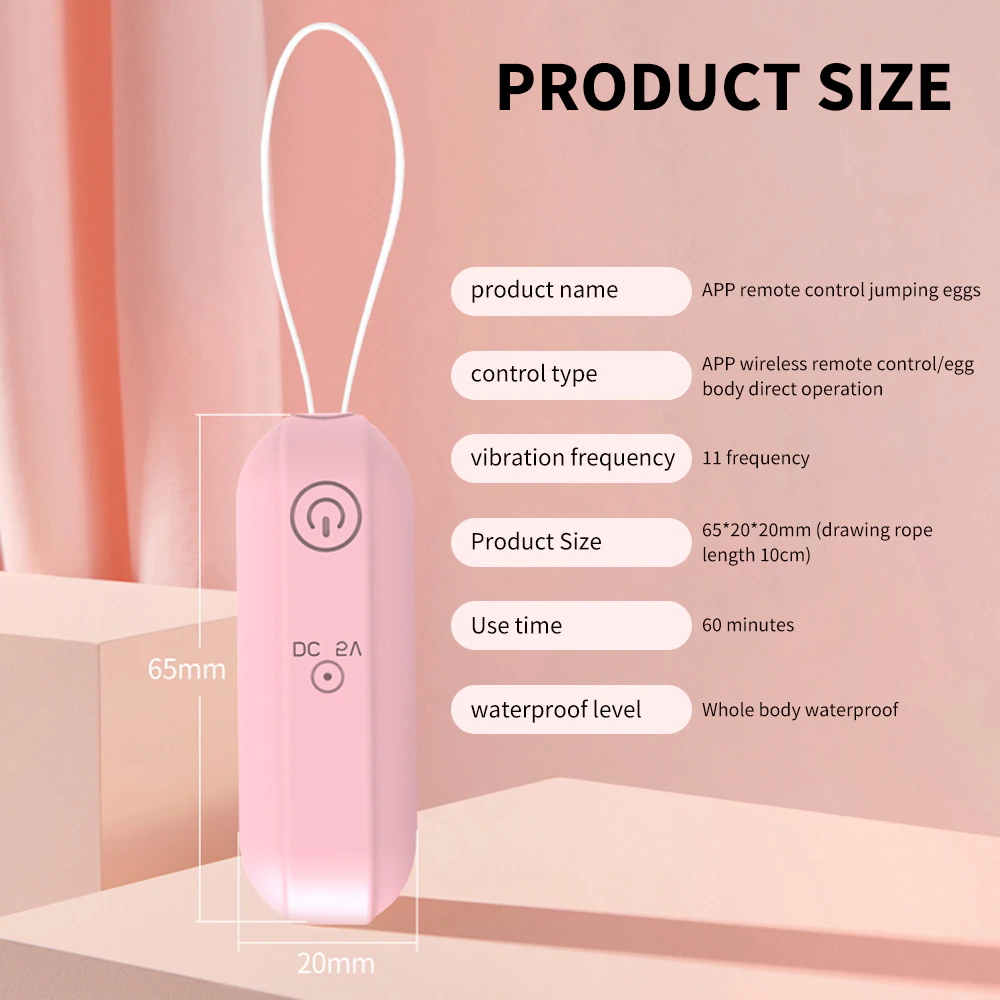 PRODUCT SIZE
product name
APP remote control jumping eggs
control type
APP wireless remote control/egg
body direct operation
vibration frequency
11 frequency
Product Size
65*20*20mm (drawing rope
length 10cm)
Use time
60 minutes
waterproof level
Whole body waterproof
DC 2A
65mm
20mm